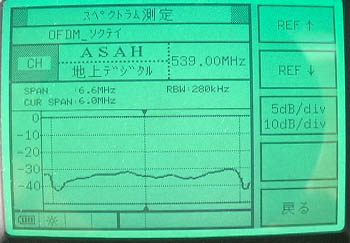 スペクトラム測定
OFDM_ソクテイ
REF ↑
CH
ASAH
地上デジタル
539.00MHz
REF ↓
SPAN :6.6MHz
RBW:280kHz
CUR SPAN:6.0MHz
5dB/div
10dB/div
0
-10
-20
-30
-40
戻る